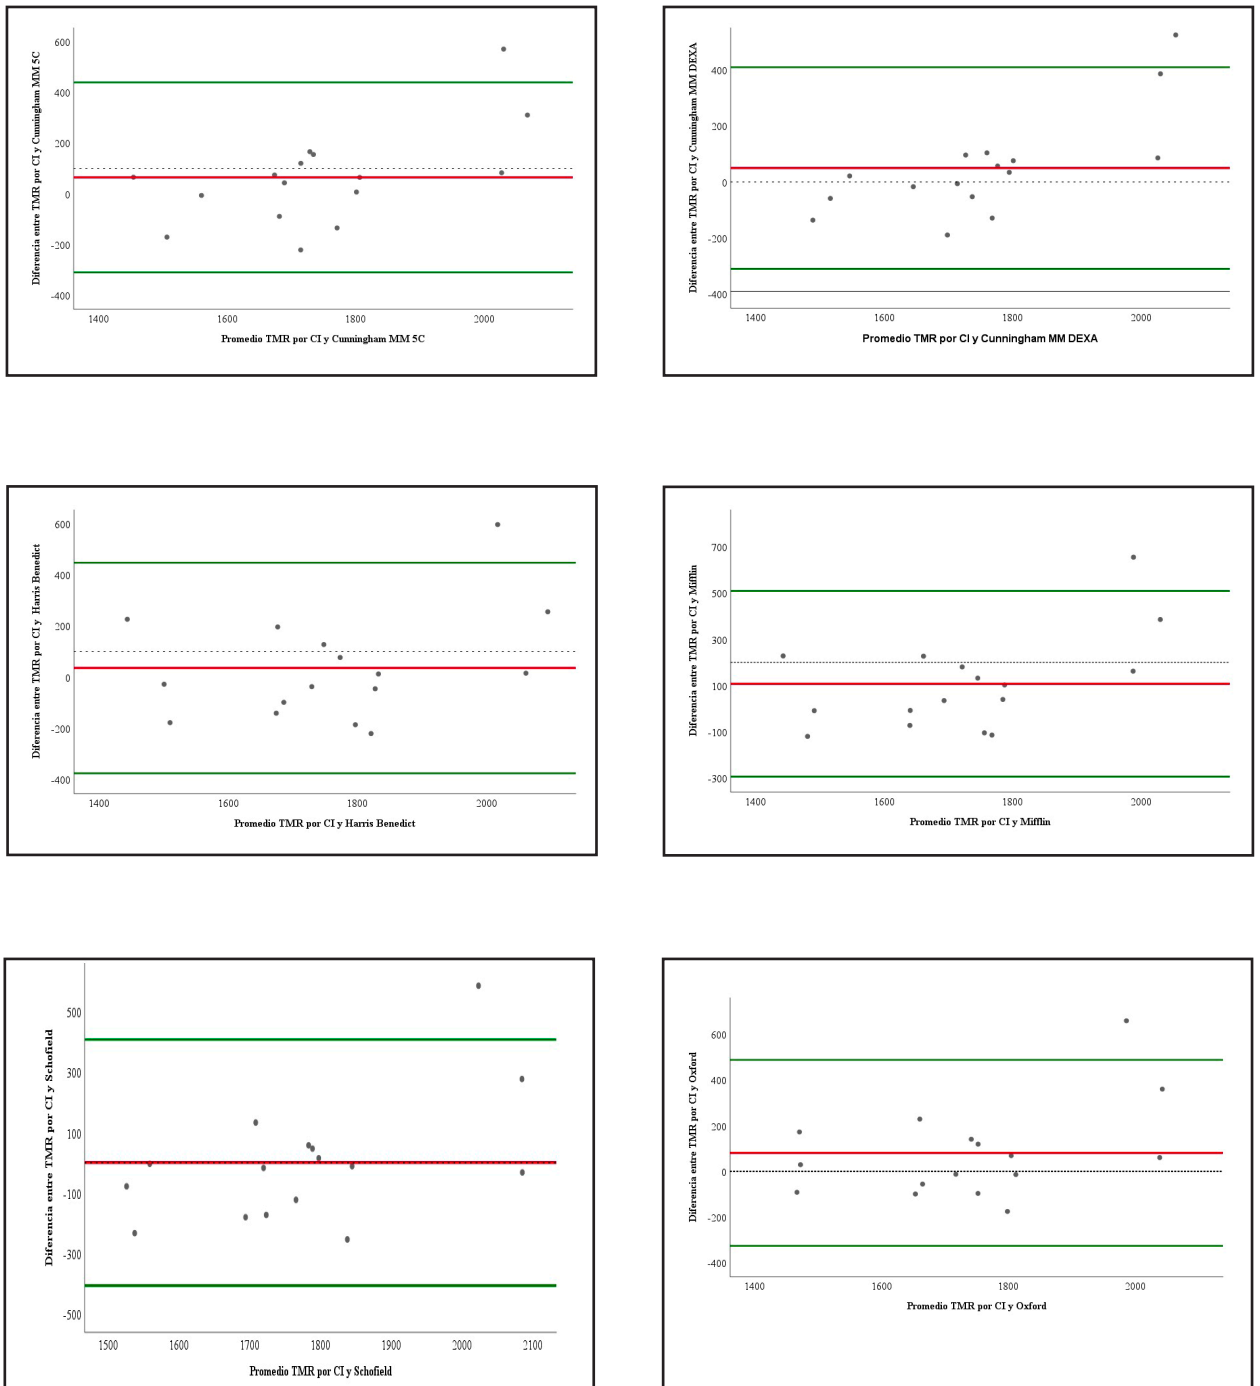 Diferencia entre TMR por CI y Cunningham MM 5C
600
400
200
0
-200
-400
1400 1600 1800 2000
Promedio TMR por CI y Cunningham MM 5C
Diferencia entre TMR por CI y Cunningham MM DEXA
400
200
0
-200
-400
1400 1600 1800 2000
Promedio TMR por CI y Cunningham MM DEXA
Diferencia entre TMR por CI y Harris Benedict
600
400
200
0
-200
-400
1400 1600 1800 2000
Promedio TMR por CI y Harris Benedict
Diferencia entre TMR por CI y Mifflin
700
500
300
100
-100
-300
1400 1600 1800 2000
Promedio TMR por CI y Mifflin
Diferencia entre TMR por CI y Schofield
500
300
100
-100
-300
-500
1500 1600 1700 1800 1900 2000 2100
Promedio TMR por CI y Schofield
Diferencia entre TMR por CI y Oxford
600
400
200
0
-200
-400
1400 1600 1800 2000
Promedio TMR por CI y Oxford